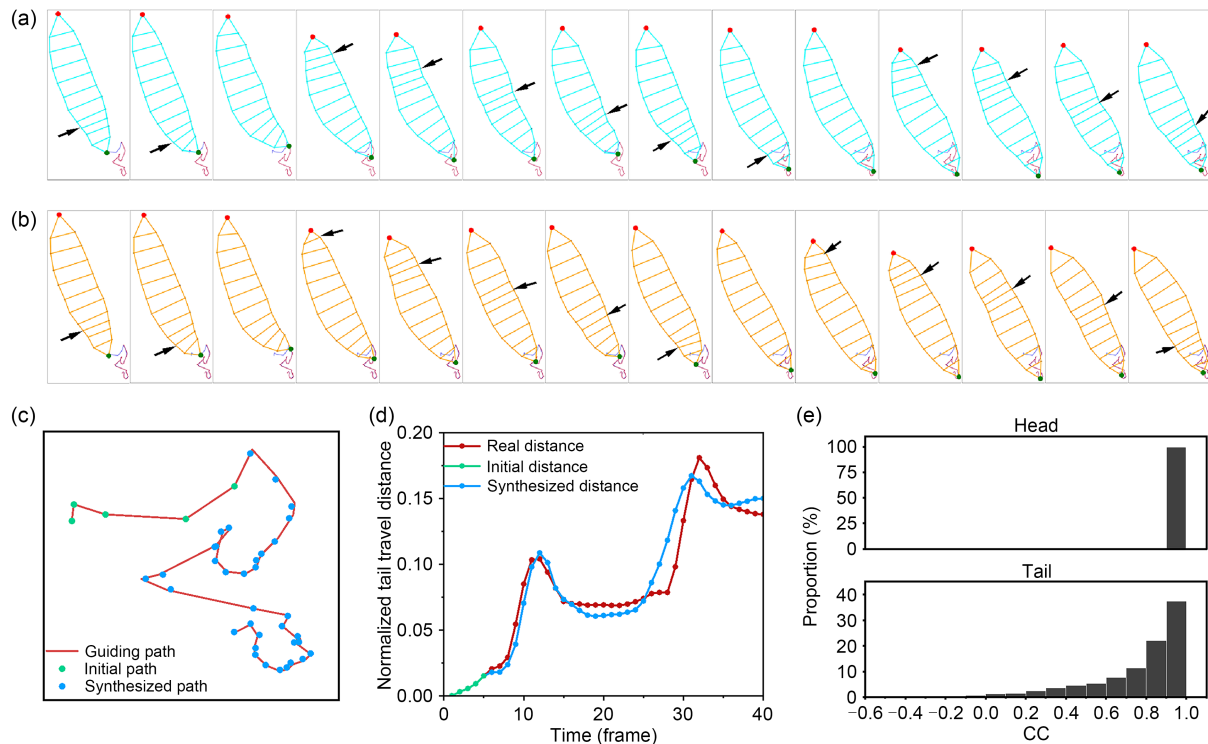 (a)
(b)
(c)
Guiding path
Initial path
Synthesized path
(d)
Normalized tail travel distance
0.20
0.15
0.10
0.05
0.00
Real distance
Initial distance
Synthesized distance
0 10 20 30 40
Time (frame)
(e)
Head
Proportion (%)
100
75
50
25
0
Tail
40
30
20
10
0
−0.6 −0.4 −0.2 0.0 0.2 0.4 0.6 0.8 1.0
CC